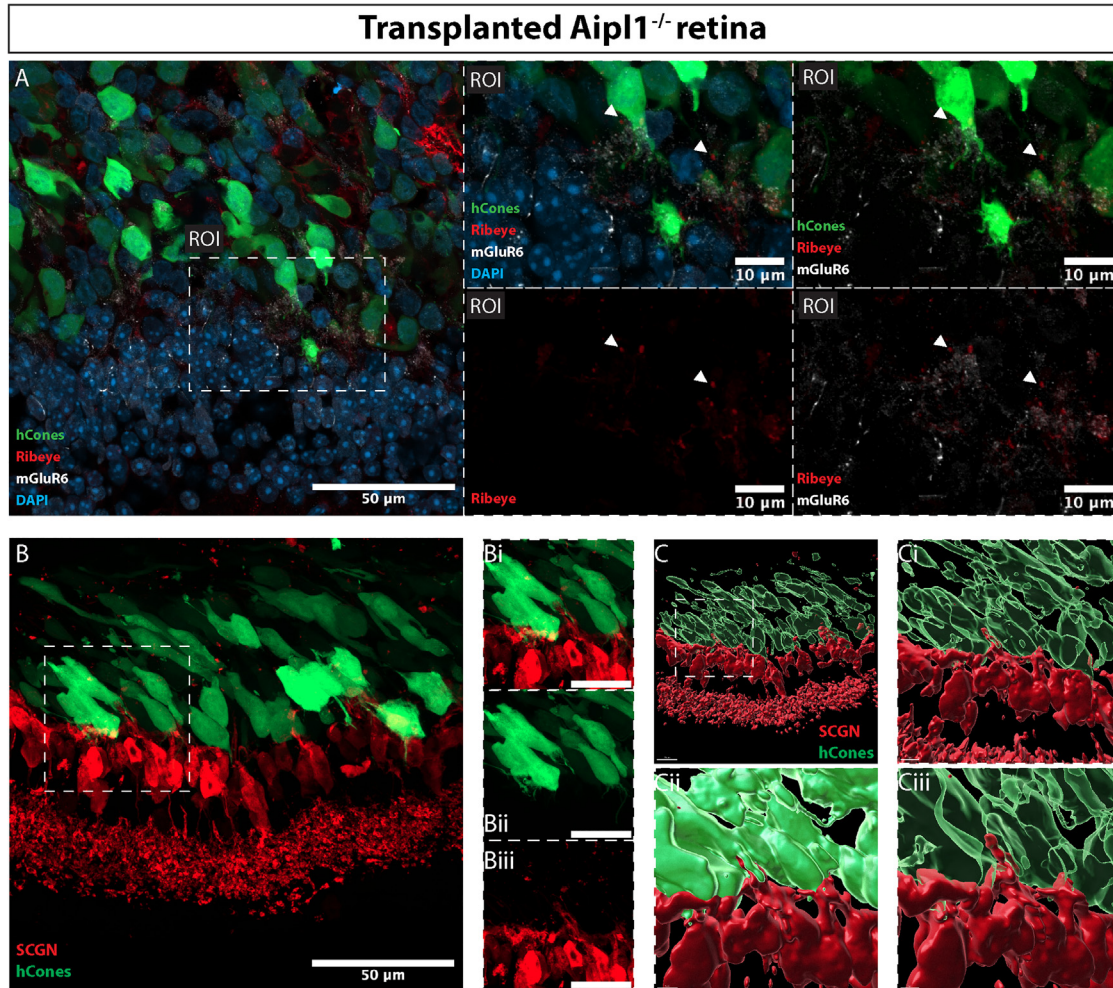 Transplanted Aipl1-/- retina
A
ROI
hCones
Ribeye
mGluR6
DAPI
50 µm
ROI
hCones
Ribeye
mGluR6
DAPI
10 µm
ROI
hCones
Ribeye
mGluR6
10 µm
ROI
Ribeye
10 µm
ROI
Ribeye
mGluR6
10 µm
B
SCGN
hCones
50 µm
Bi
Bii
Biii
C
SCGN
hCones
Ci
Cii
Ciii